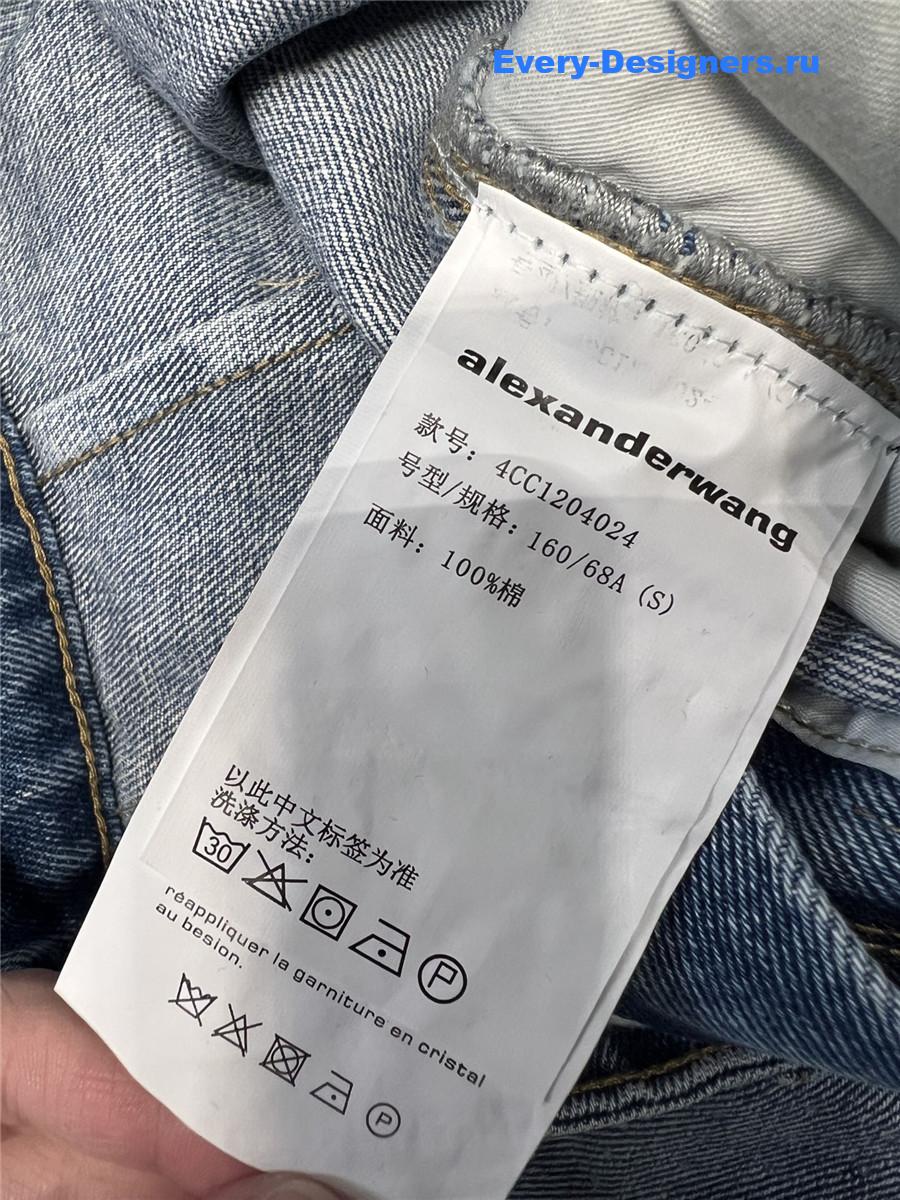 Every-Designers.ru
alexanderwang
款号: 4CC1204024
号型/规格: 160/68A (S)
面料: 100%棉
以此中文标签为准
洗涤方法:
30
P
réappliquer la garniture en cristal
au besion.
P